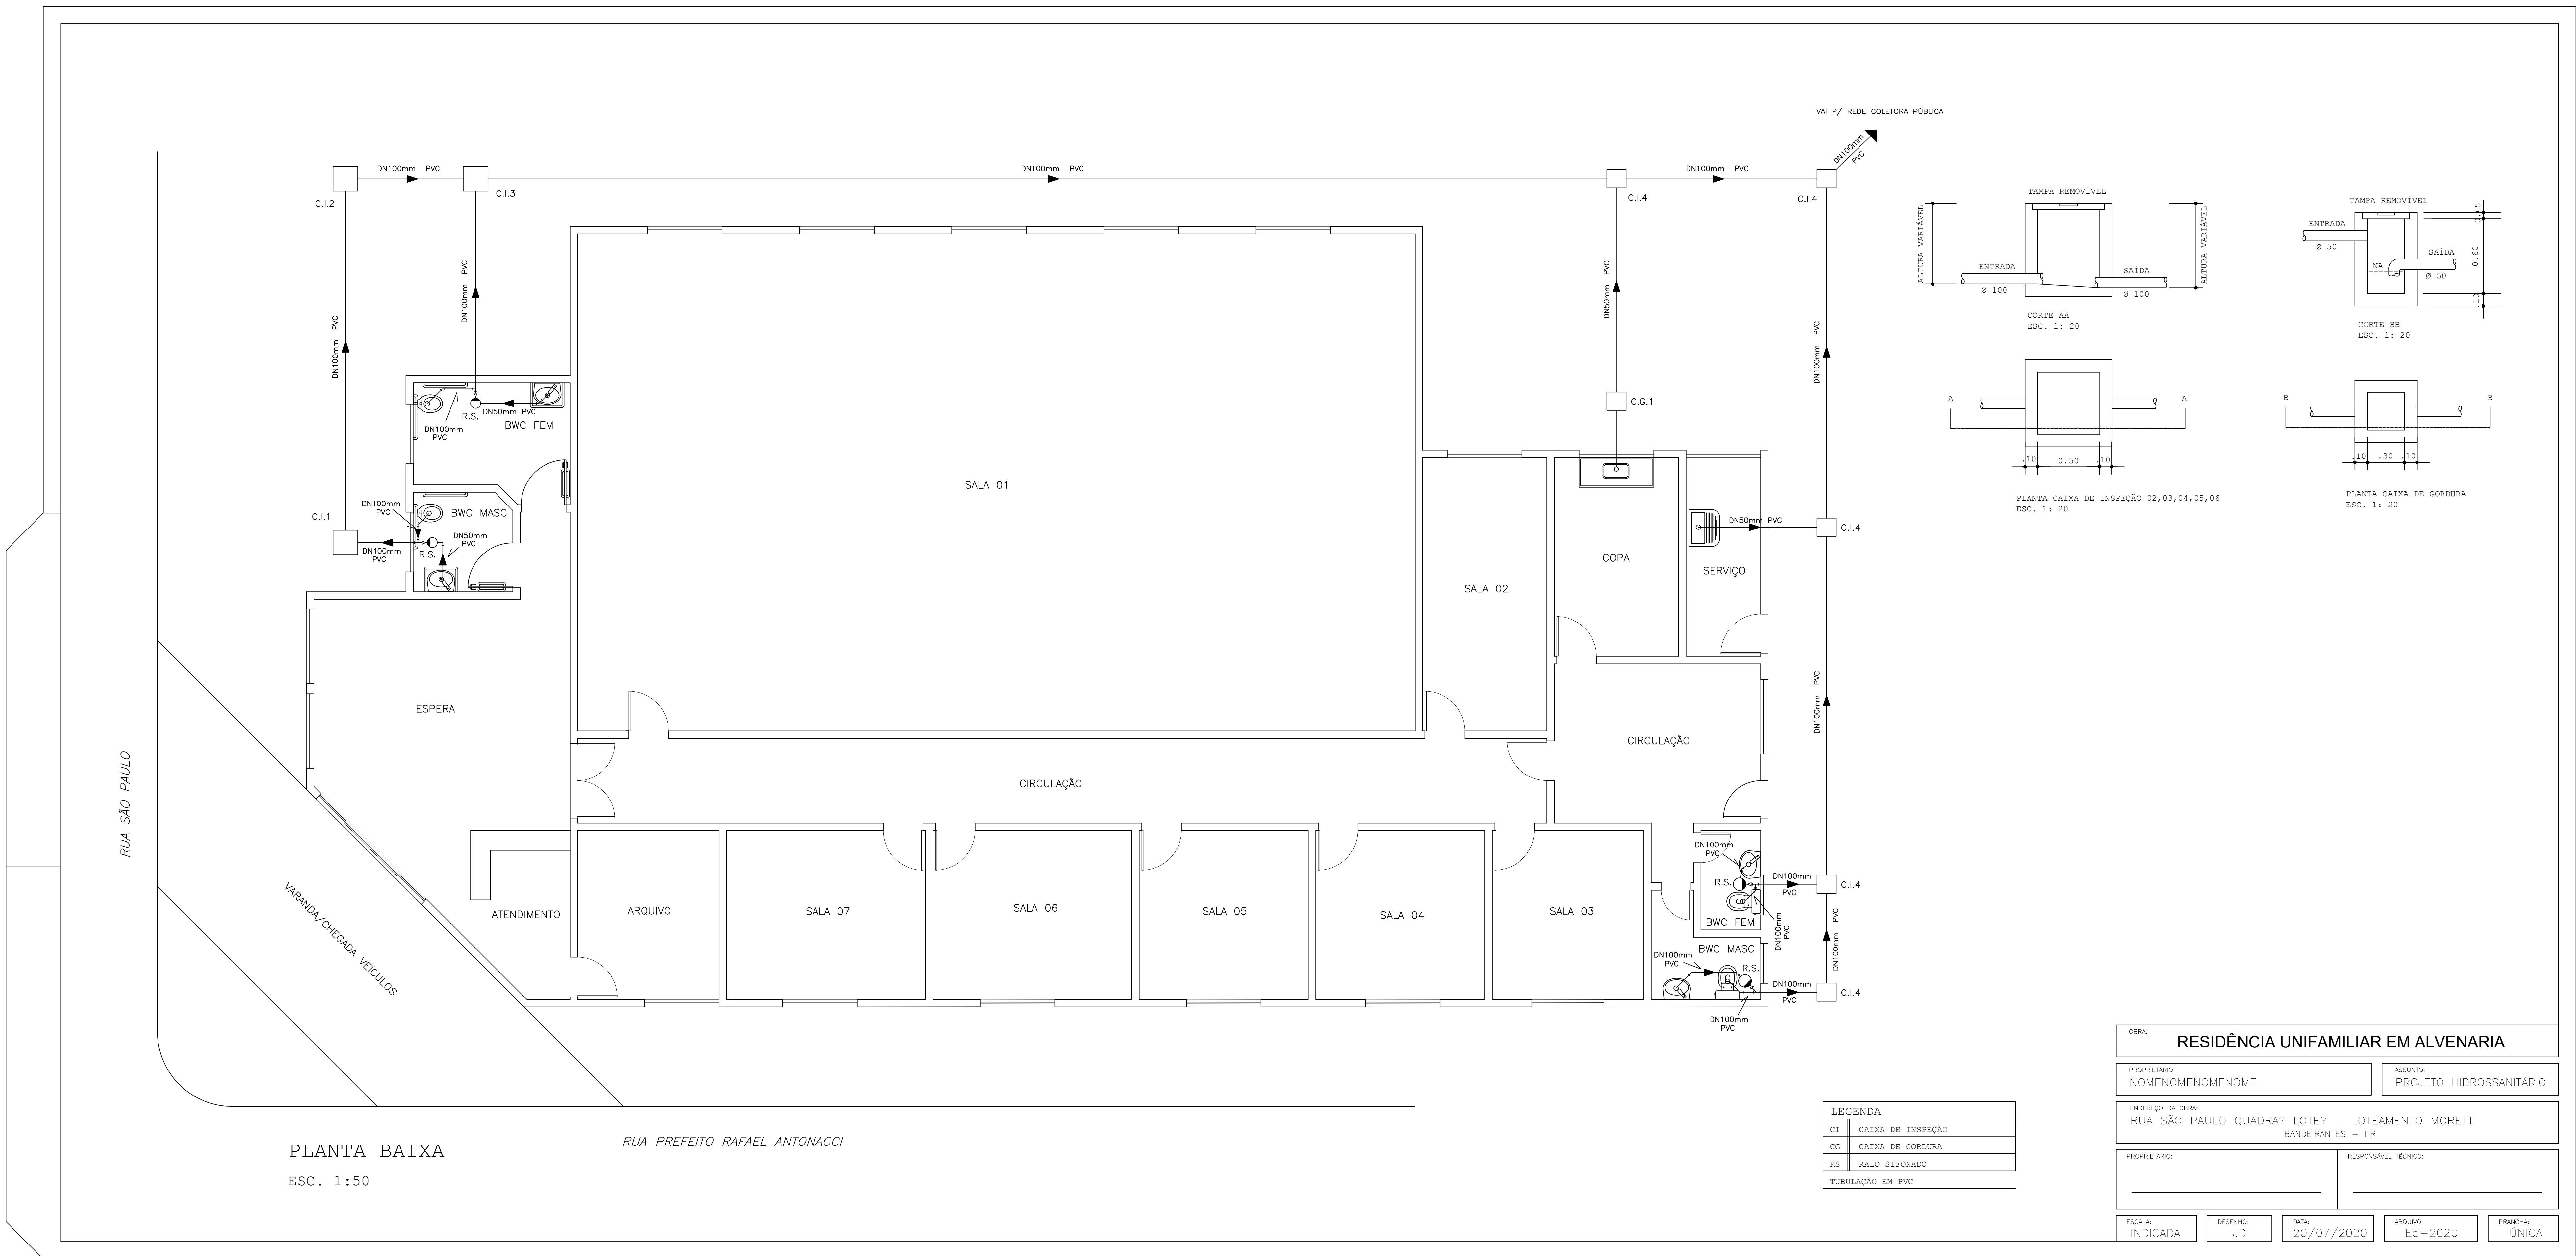 VAI P/ REDE COLETORA PÚBLICA
DN100mm PVC
DN100mm PVC
DN100mm PVC
DN100mm
PVC
C.I.2
C.I.3
C.I.4
C.I.4
DN100mm PVC
DN100mm PVC
DN50mm PVC
DN100mm PVC
C.G.1
R.S.
DN50mm PVC
BWC FEM
DN100mm
PVC
DN100mm
PVC
BWC MASC
C.I.1
DN50mm
PVC
R.S.
DN100mm
PVC
SALA 01
SALA 02
COPA
SERVIÇO
DN50mm PVC
C.I.4
DN100mm PVC
ESPERA
CIRCULAÇÃO
CIRCULAÇÃO
ATENDIMENTO
ARQUIVO
SALA 07
SALA 06
SALA 05
SALA 04
SALA 03
DN100mm
PVC
R.S.
DN100mm
PVC
C.I.4
BWC FEM
DN100mm
PVC
DN100mm PVC
BWC MASC
DN100mm
PVC
R.S.
DN100mm
PVC
C.I.4
DN100mm
PVC
RUA SÃO PAULO
VARANDA/CHEGADA VEÍCULOS
RUA PREFEITO RAFAEL ANTONACCI
PLANTA BAIXA
ESC. 1:50
TAMPA REMOVÍVEL
ALTURA VARIÁVEL
ALTURA VARIÁVEL
ENTRADA
Ø 100
SAÍDA
Ø 100
CORTE AA
ESC. 1: 20
A
A
.10
0.50
.10
PLANTA CAIXA DE INSPEÇÃO 02,03,04,05,06
ESC. 1: 20
TAMPA REMOVÍVEL
ENTRADA
Ø 50
NA
SAÍDA
Ø 50
0.05
0.60
.10
CORTE BB
ESC. 1: 20
B
B
.10
.30
.10
PLANTA CAIXA DE GORDURA
ESC. 1: 20
LEGENDA
CI CAIXA DE INSPEÇÃO
CG CAIXA DE GORDURA
RS RALO SIFONADO
TUBULAÇÃO EM PVC
OBRA:
RESIDÊNCIA UNIFAMILIAR EM ALVENARIA
PROPRIETÁRIO:
NOMENOMENOMENOME
ASSUNTO:
PROJETO HIDROSSANITÁRIO
ENDEREÇO DA OBRA:
RUA SÃO PAULO QUADRA? LOTE? – LOTEAMENTO MORETTI
BANDEIRANTES – PR
PROPRIETARIO:
RESPONSÁVEL TÉCNICO:
ESCALA:
INDICADA
DESENHO:
JD
DATA:
20/07/2020
ARQUIVO:
E5-2020
PRANCHA:
ÚNICA